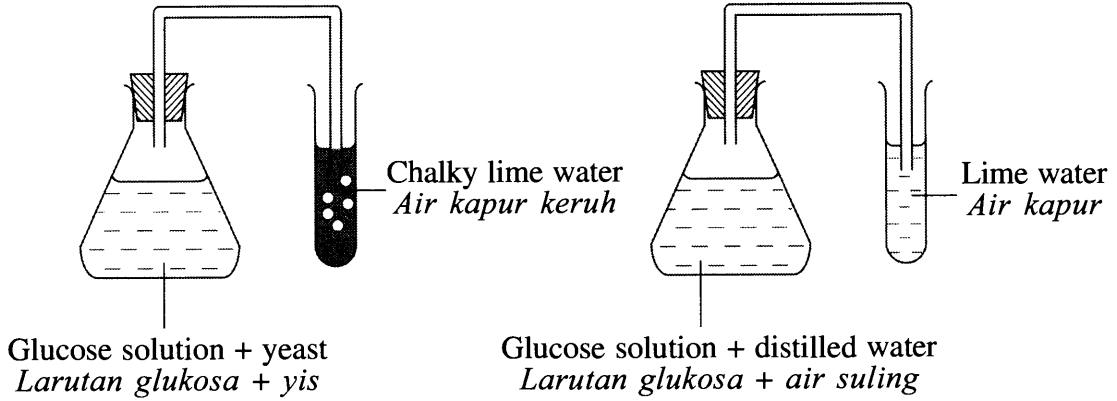 Chalky lime water
Air kapur keruh
Lime water
Air kapur
Glucose solution + yeast
Larutan glukosa + yis
Glucose solution + distilled water
Larutan glukosa + air suling